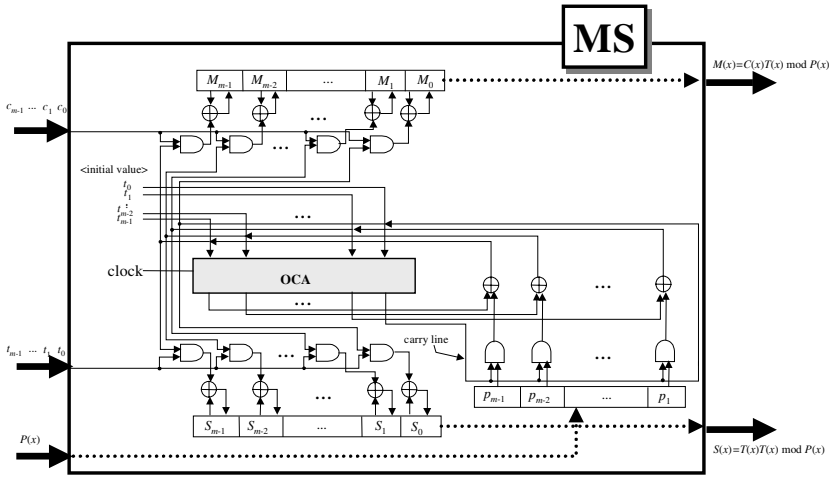 MS
M(x)=C(x)T(x) mod P(x)
M_{m-1} M_{m-2} ... M_1 M_0
c_{m-1} ... c_1 c_0
...
...
<initial value>
t_0
t_1
:
t_{m-2}
t_{m-1}
...
clock
OCA
...
...
carry line
t_{m-1} ... t_1 t_0
...
...
...
p_{m-1} p_{m-2} ... p_1
S_{m-1} S_{m-2} ... S_1 S_0
P(x)
S(x)=T(x)T(x) mod P(x)